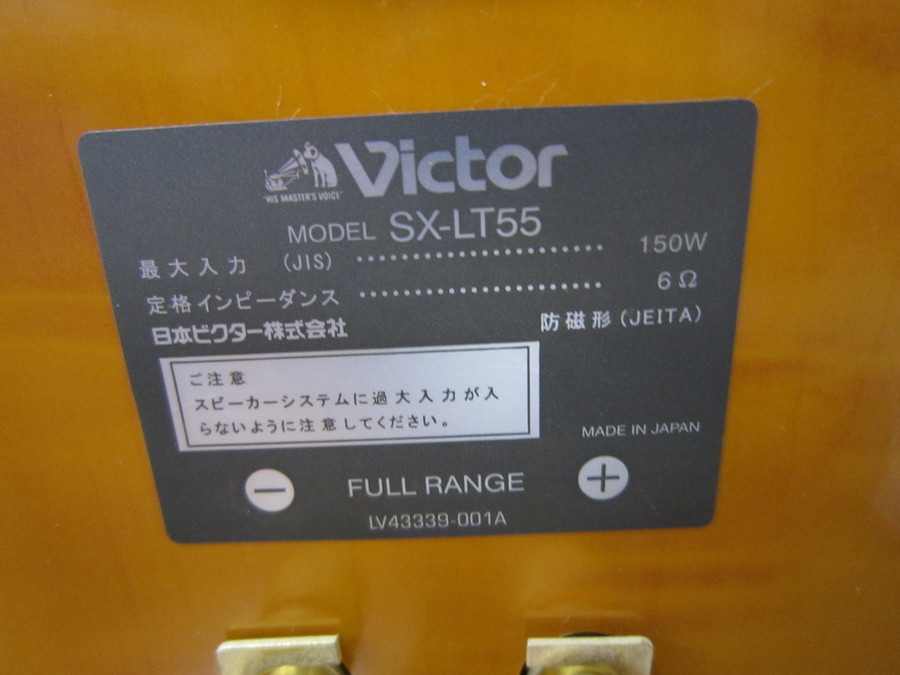 Victor
"HIS MASTER'S VOICE"
MODEL SX-LT55
最大入力 (JIS) 150W
定格インピーダンス 6Ω
日本ビクター株式会社 防磁形(JEITA)
ご注意
スピーカーシステムに過大入力が入
らないように注意してください。
MADE IN JAPAN
− FULL RANGE +
LV43339-001A